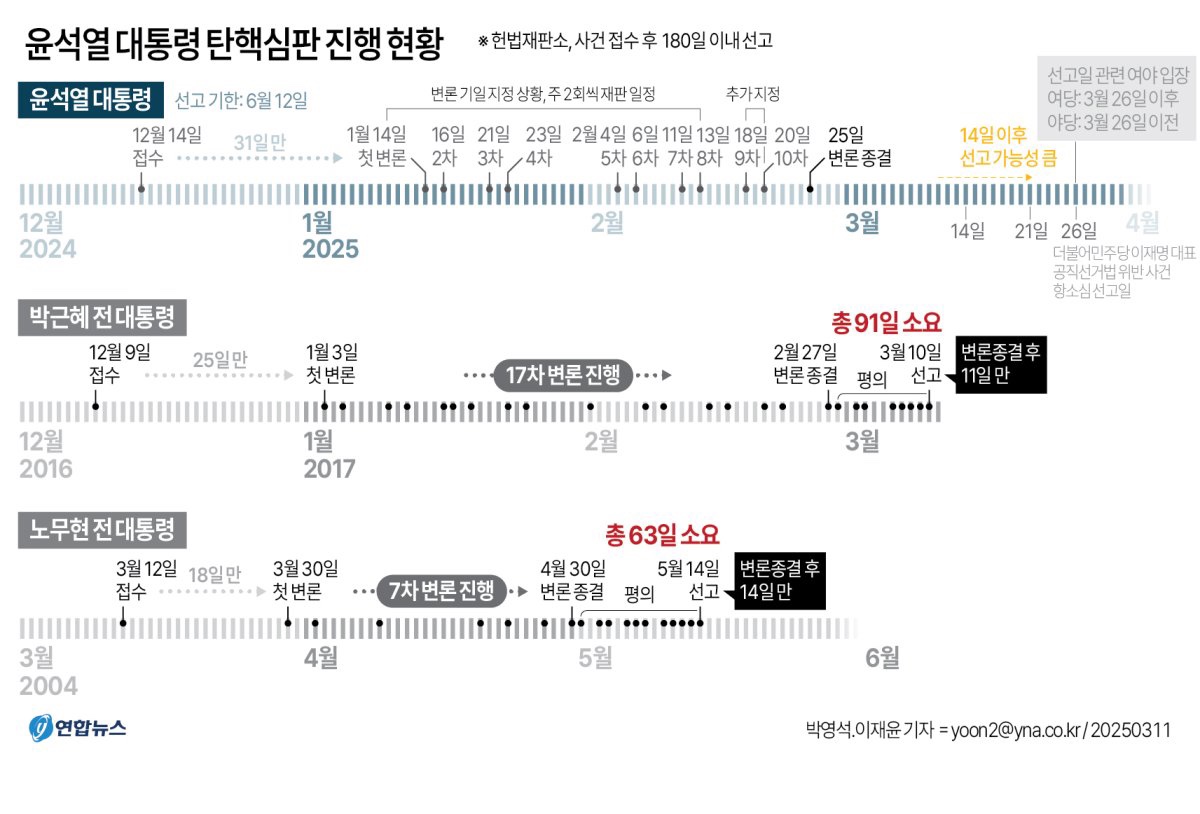 윤석열 대통령 탄핵심판 진행 현황
※ 헌법재판소, 사건 접수 후 180일 이내 선고
윤석열 대통령
선고 기한: 6월 12일
변론 기일 지정 상황, 주 2회씩 재판 일정
추가 지정
선고일 관련 여야 입장
여당: 3월 26일 이후
야당: 3월 26일 이전
12월 14일
접수
31일만
1월 14일
첫 변론
16일
2차
21일
3차
23일
4차
2월 4일
5차
6일
6차
11일
7차
13일
8차
18일
9차
20일
10차
25일
변론 종결
14일 이후
선고 가능성 큼
12월
2024
1월
2025
2월
3월
14일
21일
26일
4월
더불어민주당 이재명 대표
공직선거법 위반 사건
항소심 선고일
박근혜 전 대통령
총 91일 소요
12월 9일
접수
25일만
1월 3일
첫 변론
17차 변론 진행
2월 27일
변론 종결
평의
3월 10일
선고
변론종결 후
11일 만
12월
2016
1월
2017
2월
3월
노무현 전 대통령
총 63일 소요
3월 12일
접수
18일만
3월 30일
첫 변론
7차 변론 진행
4월 30일
변론 종결
평의
5월 14일
선고
변론종결 후
14일 만
3월
2004
4월
5월
6월
연합뉴스
박영석.이재윤 기자 = yoon2@yna.co.kr / 20250311